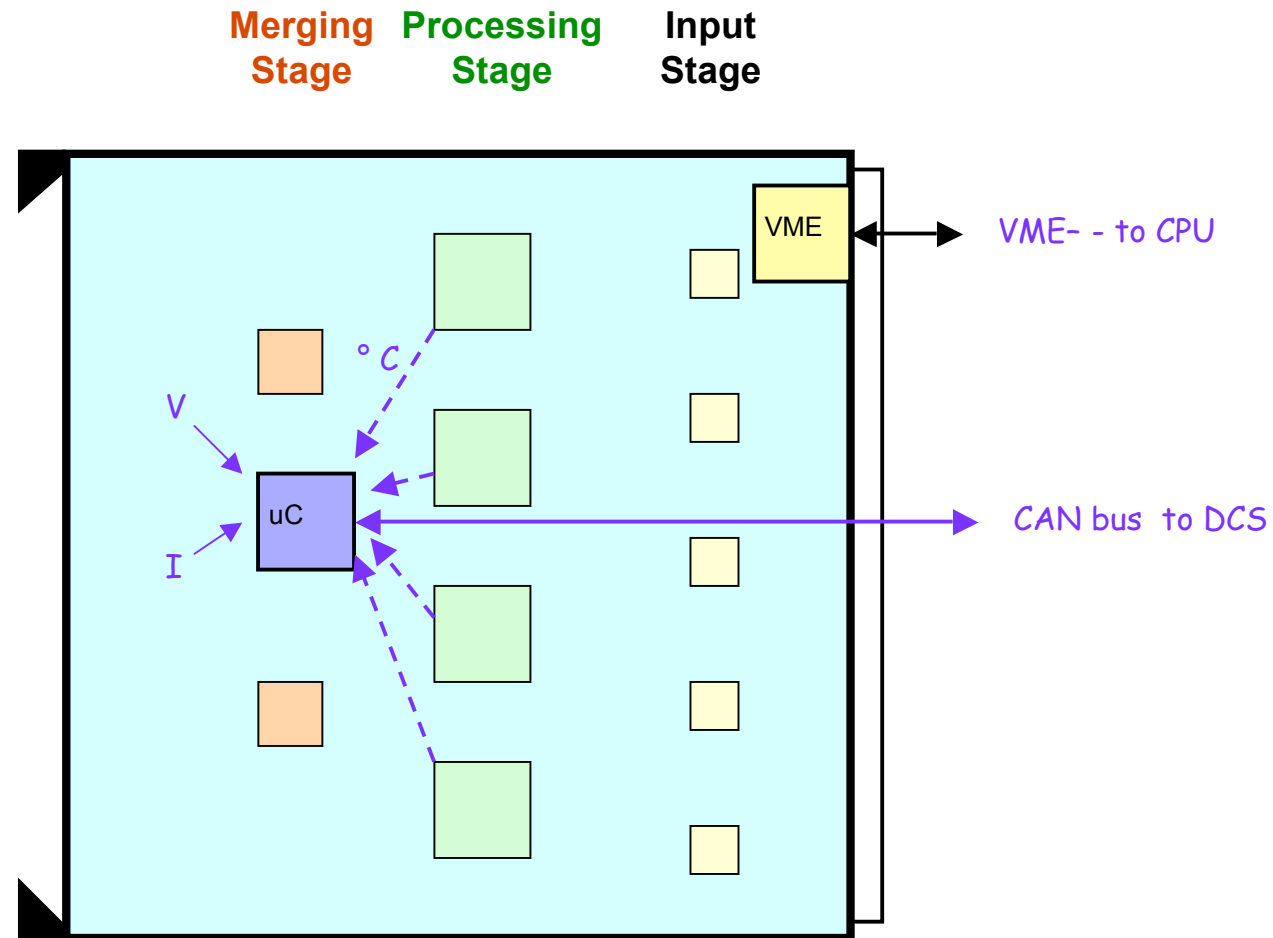 Merging Processing Input
Stage Stage Stage
VME
VME– - to CPU
° C
V
uC
CAN bus to DCS
I